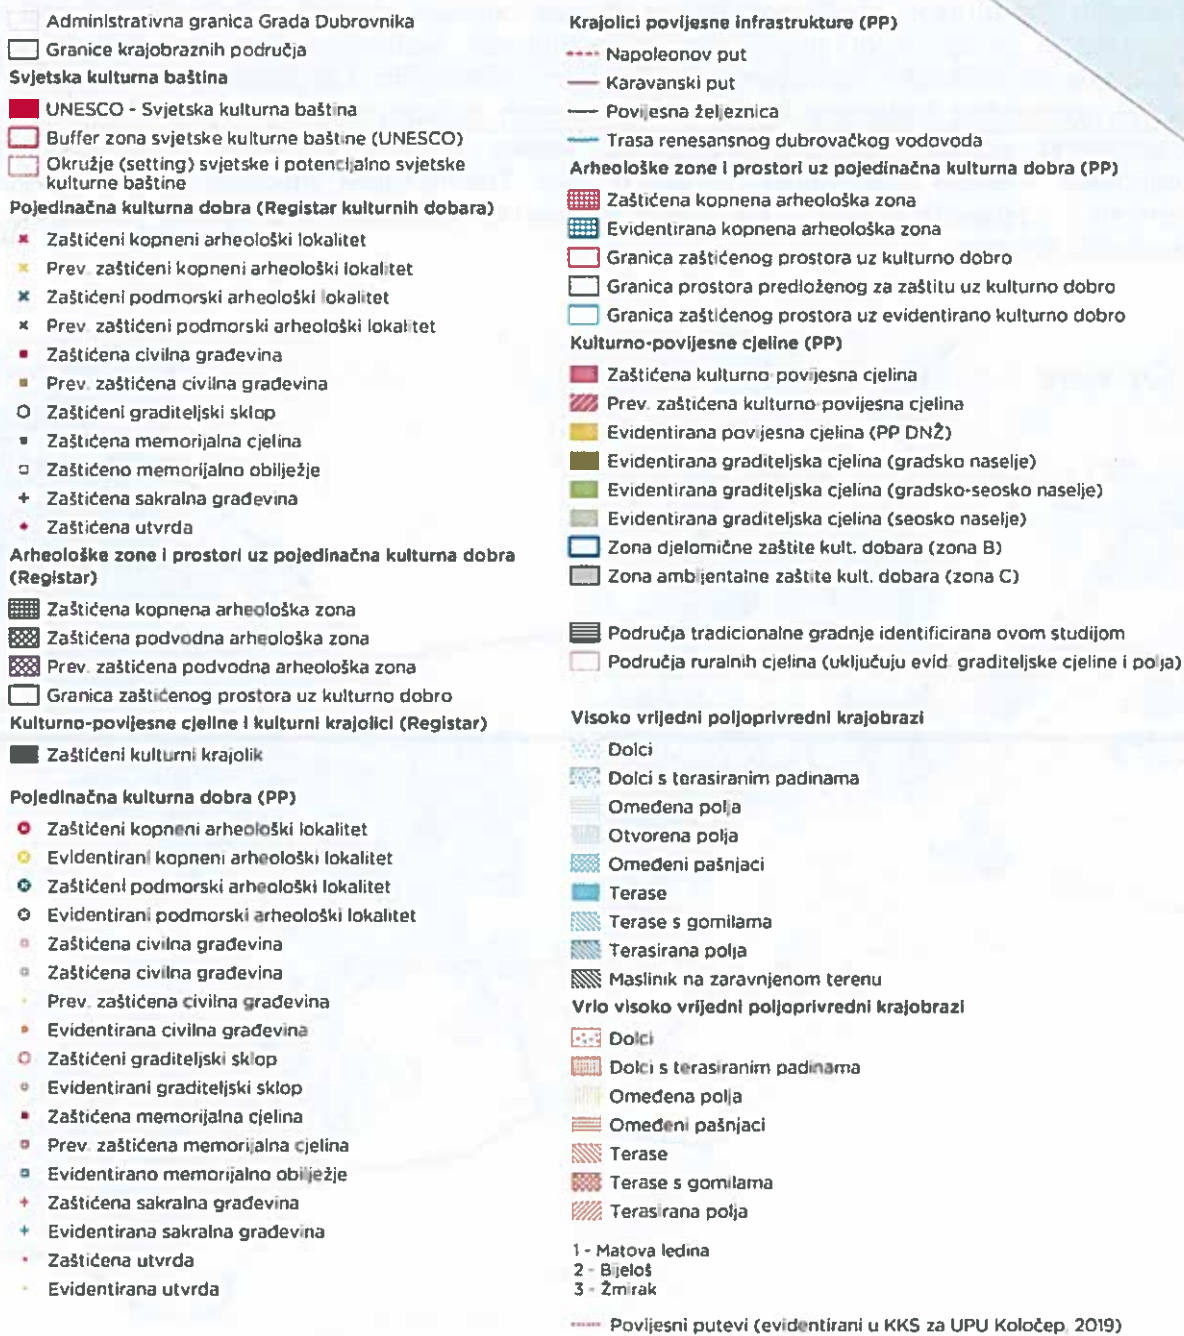 Administrativna granica Grada Dubrovnika
Granice krajobraznih područja
Svjetska kulturna baština
UNESCO - Svjetska kulturna baština
Buffer zona svjetske kulturne baštine (UNESCO)
Okružje (setting) svjetske i potencijalno svjetske
kulturne baštine
Pojedinačna kulturna dobra (Registar kulturnih dobara)
Zaštićeni kopneni arheološki lokalitet
Prev. zaštićeni kopneni arheološki lokalitet
Zaštićeni podmorski arheološki lokalitet
Prev. zaštićeni podmorski arheološki lokalitet
Zaštićena civilna građevina
Prev. zaštićena civilna građevina
Zaštićeni graditeljski sklop
Zaštićena memorijalna cjelina
Zaštićeno memorijalno obilježje
Zaštićena sakralna građevina
Zaštićena utvrda
Arheološke zone i prostori uz pojedinačna kulturna dobra
(Registar)
Zaštićena kopnena arheološka zona
Zaštićena podvodna arheološka zona
Prev. zaštićena podvodna arheološka zona
Granica zaštićenog prostora uz kulturno dobro
Kulturno-povijesne cjeline i kulturni krajolici (Registar)
Zaštićeni kulturni krajolik
Pojedinačna kulturna dobra (PP)
Zaštićeni kopneni arheološki lokalitet
Evidentirani kopneni arheološki lokalitet
Zaštićeni podmorski arheološki lokalitet
Evidentirani podmorski arheološki lokalitet
Zaštićena civilna građevina
Zaštićena civilna građevina
Prev. zaštićena civilna građevina
Evidentirana civilna građevina
Zaštićeni graditeljski sklop
Evidentirani graditeljski sklop
Zaštićena memorijalna cjelina
Prev. zaštićena memorijalna cjelina
Evidentirano memorijalno obilježje
Zaštićena sakralna građevina
Evidentirana sakralna građevina
Zaštićena utvrda
Evidentirana utvrda
Krajolici povijesne infrastrukture (PP)
Napoleonov put
Karavanski put
Povijesna željeznica
Trasa renesansnog dubrovačkog vodovoda
Arheološke zone i prostori uz pojedinačna kulturna dobra (PP)
Zaštićena kopnena arheološka zona
Evidentirana kopnena arheološka zona
Granica zaštićenog prostora uz kulturno dobro
Granica prostora predloženog za zaštitu uz kulturno dobro
Granica zaštićenog prostora uz evidentirano kulturno dobro
Kulturno-povijesne cjeline (PP)
Zaštićena kulturno-povijesna cjelina
Prev. zaštićena kulturno-povijesna cjelina
Evidentirana povijesna cjelina (PP DNŽ)
Evidentirana graditeljska cjelina (gradsko naselje)
Evidentirana graditeljska cjelina (gradsko-seosko naselje)
Evidentirana graditeljska cjelina (seosko naselje)
Zona djelomične zaštite kult. dobara (zona B)
Zona ambijentalne zaštite kult. dobara (zona C)
Područja tradicionalne gradnje identificirana ovom studijom
Područja ruralnih cjelina (uključuju evid. graditeljske cjeline i polja)
Visoko vrijedni poljoprivredni krajobrazi
Dolci
Dolci s terasiranim padinama
Omeđena polja
Otvorena polja
Omeđeni pašnjaci
Terase
Terase s gomilama
Terasirana polja
Maslinik na zaravnjenom terenu
Vrlo visoko vrijedni poljoprivredni krajobrazi
Dolci
Dolci s terasiranim padinama
Omeđena polja
Omeđeni pašnjaci
Terase
Terase s gomilama
Terasirana polja
1 - Matova ledina
2 - Bijeloš
3 - Žmirak
Povijesni putevi (evidentirani u KKS za UPU Koločep, 2019)